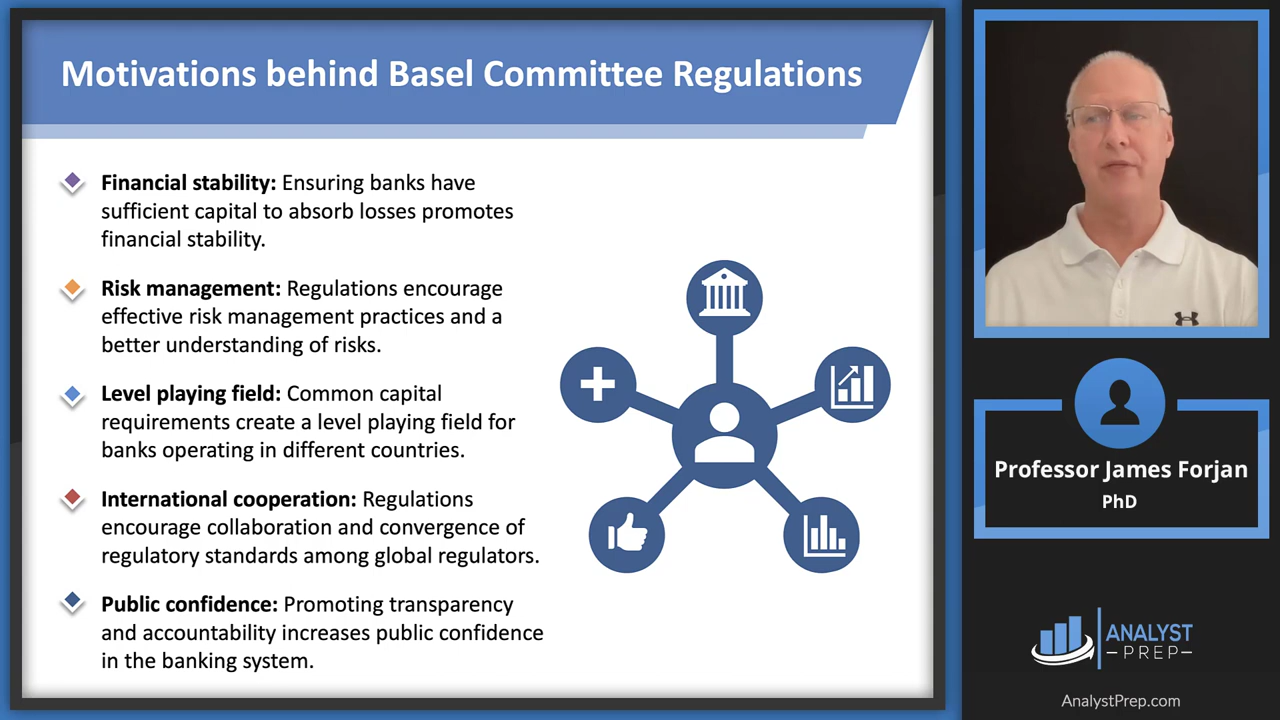 Motivations behind Basel Committee Regulations
Financial stability: Ensuring banks have
sufficient capital to absorb losses promotes
financial stability.
Risk management: Regulations encourage
effective risk management practices and a
better understanding of risks.
Level playing field: Common capital
requirements create a level playing field for
banks operating in different countries.
International cooperation: Regulations
encourage collaboration and convergence of
regulatory standards among global regulators.
Public confidence: Promoting transparency
and accountability increases public confidence
in the banking system.
Professor James Forjan
PhD
ANALYST
PREP
AnalystPrep.com